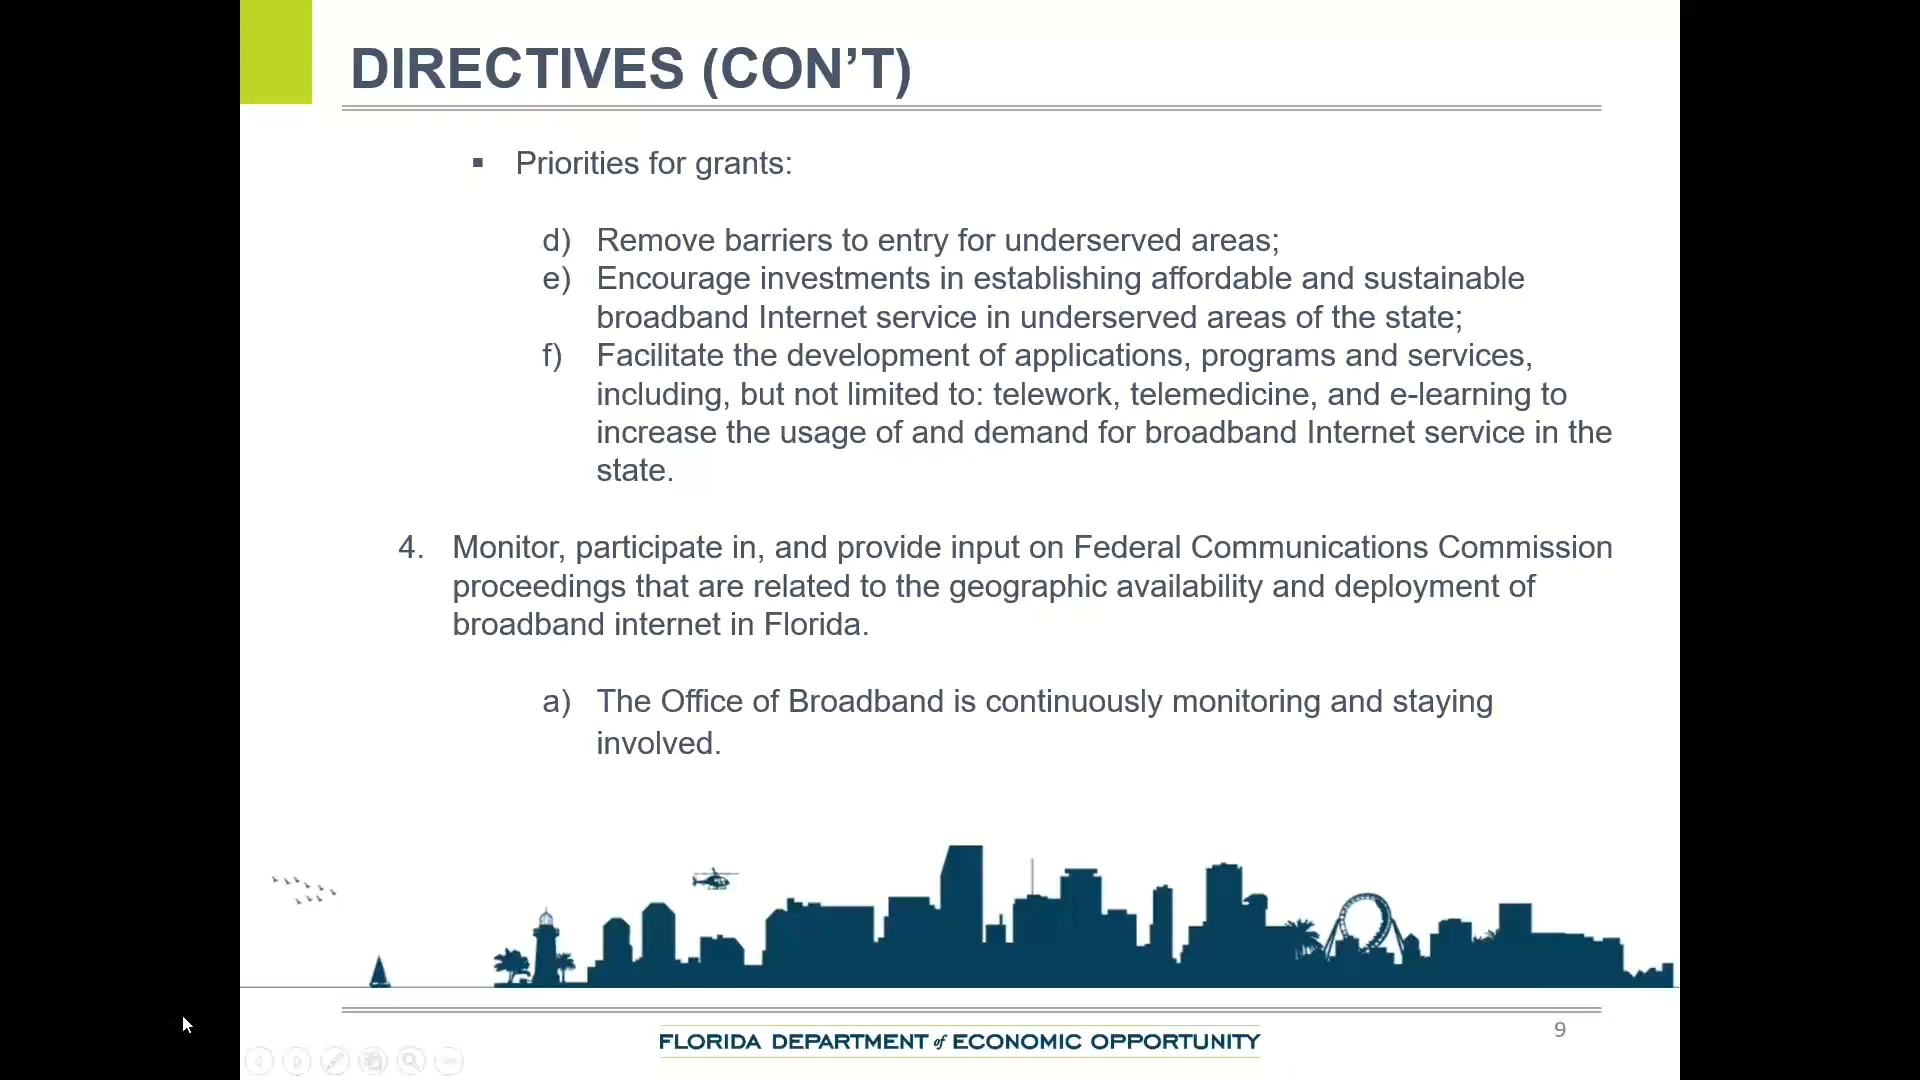 DIRECTIVES (CON’T)
▪ Priorities for grants:
d) Remove barriers to entry for underserved areas;
e) Encourage investments in establishing affordable and sustainable
broadband Internet service in underserved areas of the state;
f) Facilitate the development of applications, programs and services,
including, but not limited to: telework, telemedicine, and e-learning to
increase the usage of and demand for broadband Internet service in the
state.
4. Monitor, participate in, and provide input on Federal Communications Commission
proceedings that are related to the geographic availability and deployment of
broadband internet in Florida.
a) The Office of Broadband is continuously monitoring and staying
involved.
FLORIDA DEPARTMENT of ECONOMIC OPPORTUNITY
9